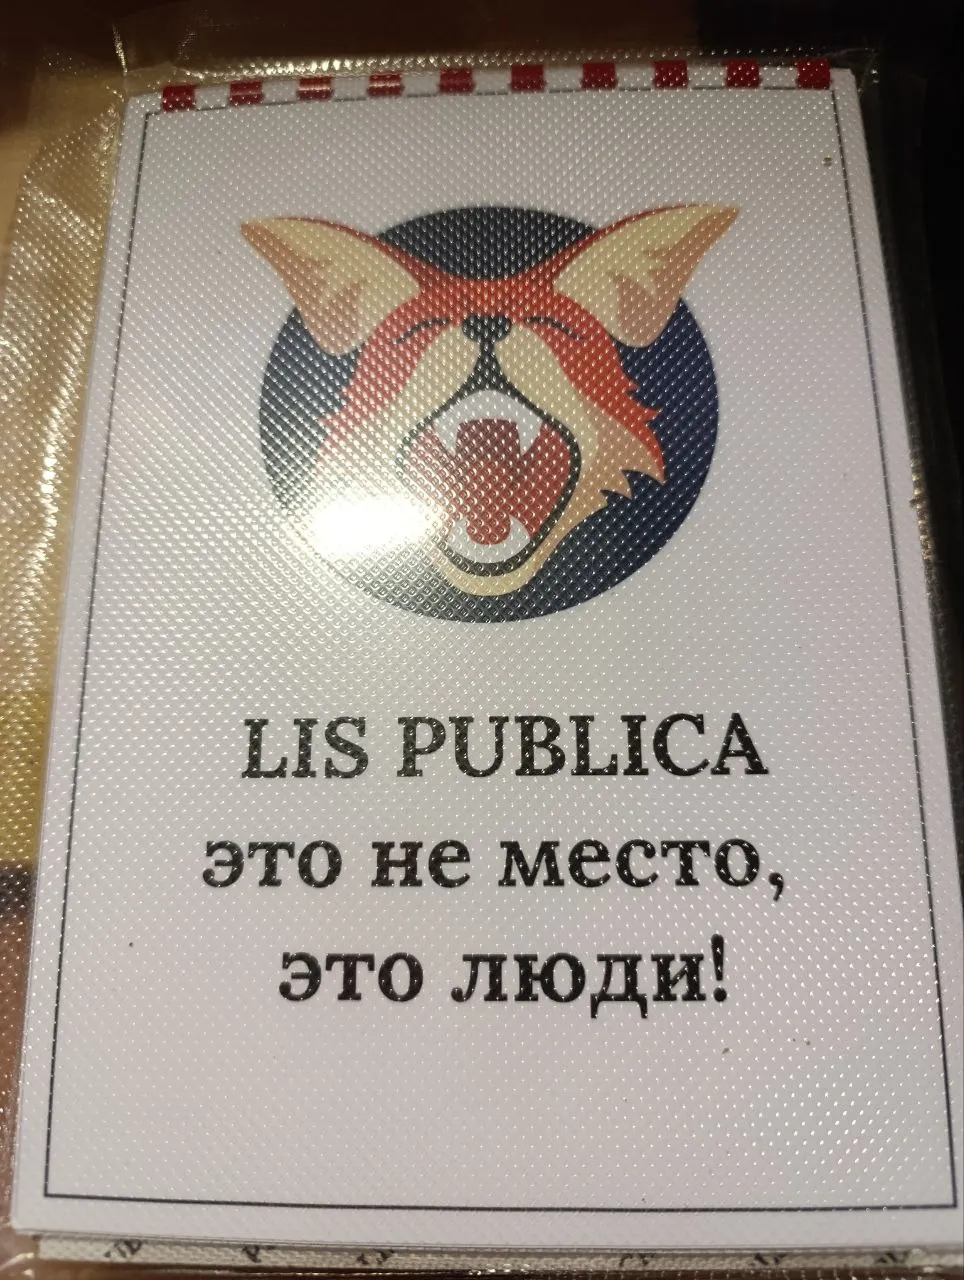 LIS PUBLICA
это не место,
это люди!